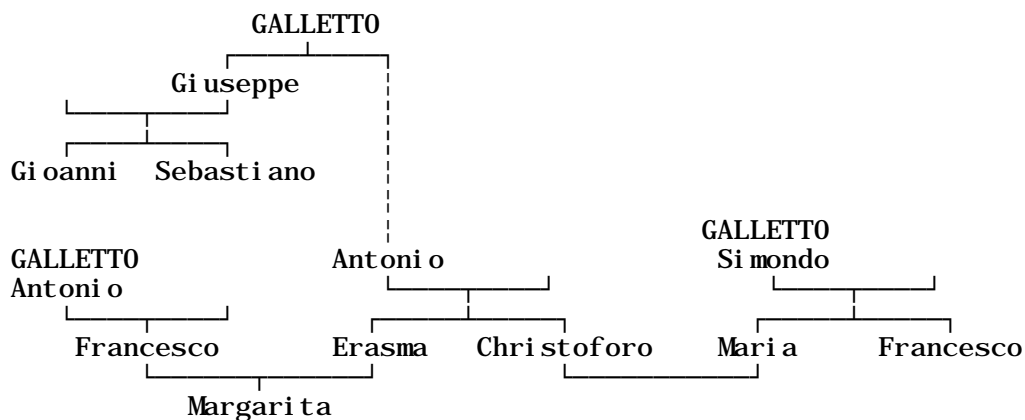 GALLETTO
Giuseppe
Gioanni Sebastiano
GALLETTO
GALLETTO Antonio Simondo
Antonio
Francesco Erasma Christoforo Maria Francesco
Margarita